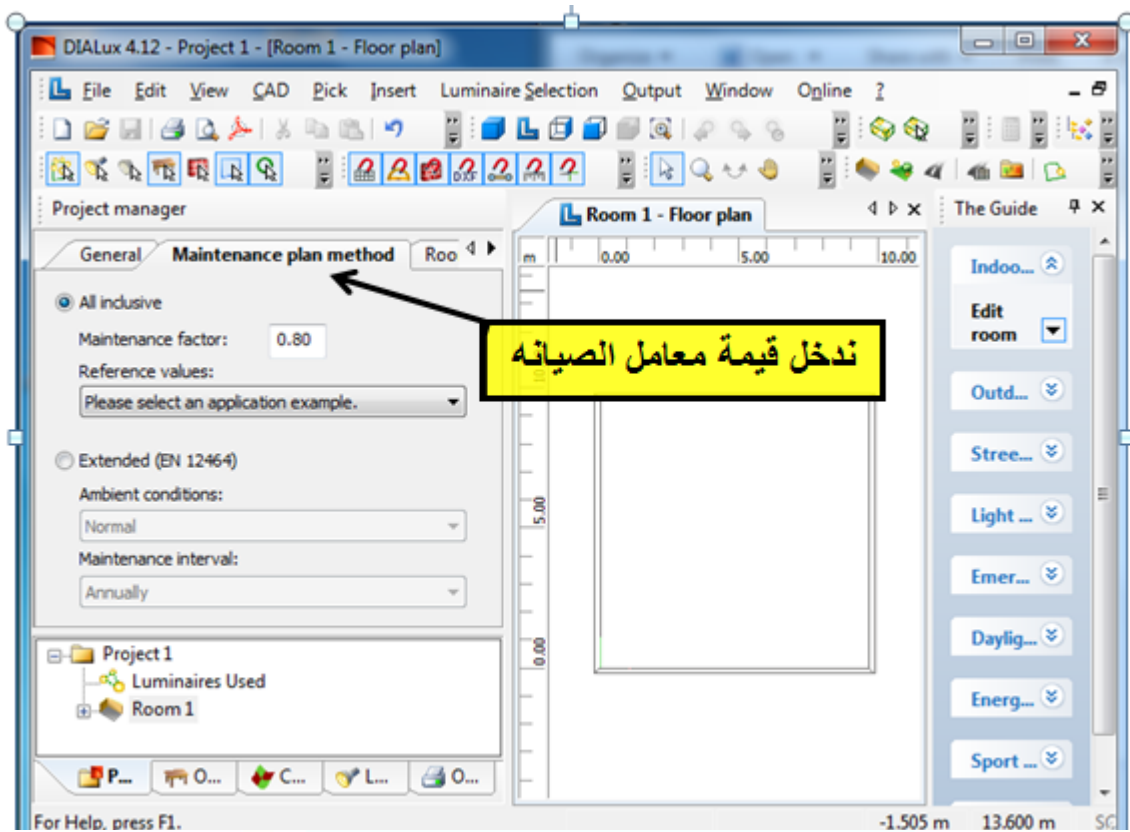 DIALux 4.12 - Project 1 - [Room 1 - Floor plan]
File Edit View CAD Pick Insert Luminaire Selection Output Window Online ?
DXF
Project manager
Room 1 - Floor plan
The Guide
General Maintenance plan method Roo
m 0.00 5.00 10.00
Indoo...
All inclusive
Edit room
Maintenance factor: 0.80
ندخل قيمة معامل الصيانه
Reference values:
Please select an application example.
Outd...
Extended (EN 12464)
Stree...
Ambient conditions:
Normal
5.00
Light ...
Maintenance interval:
Annually
Emer...
Project 1
0.00
Daylig...
Luminaires Used
Room 1
Energ...
Sport ...
P... O... C... L... O...
For Help, press F1.
-1.505 m 13.600 m